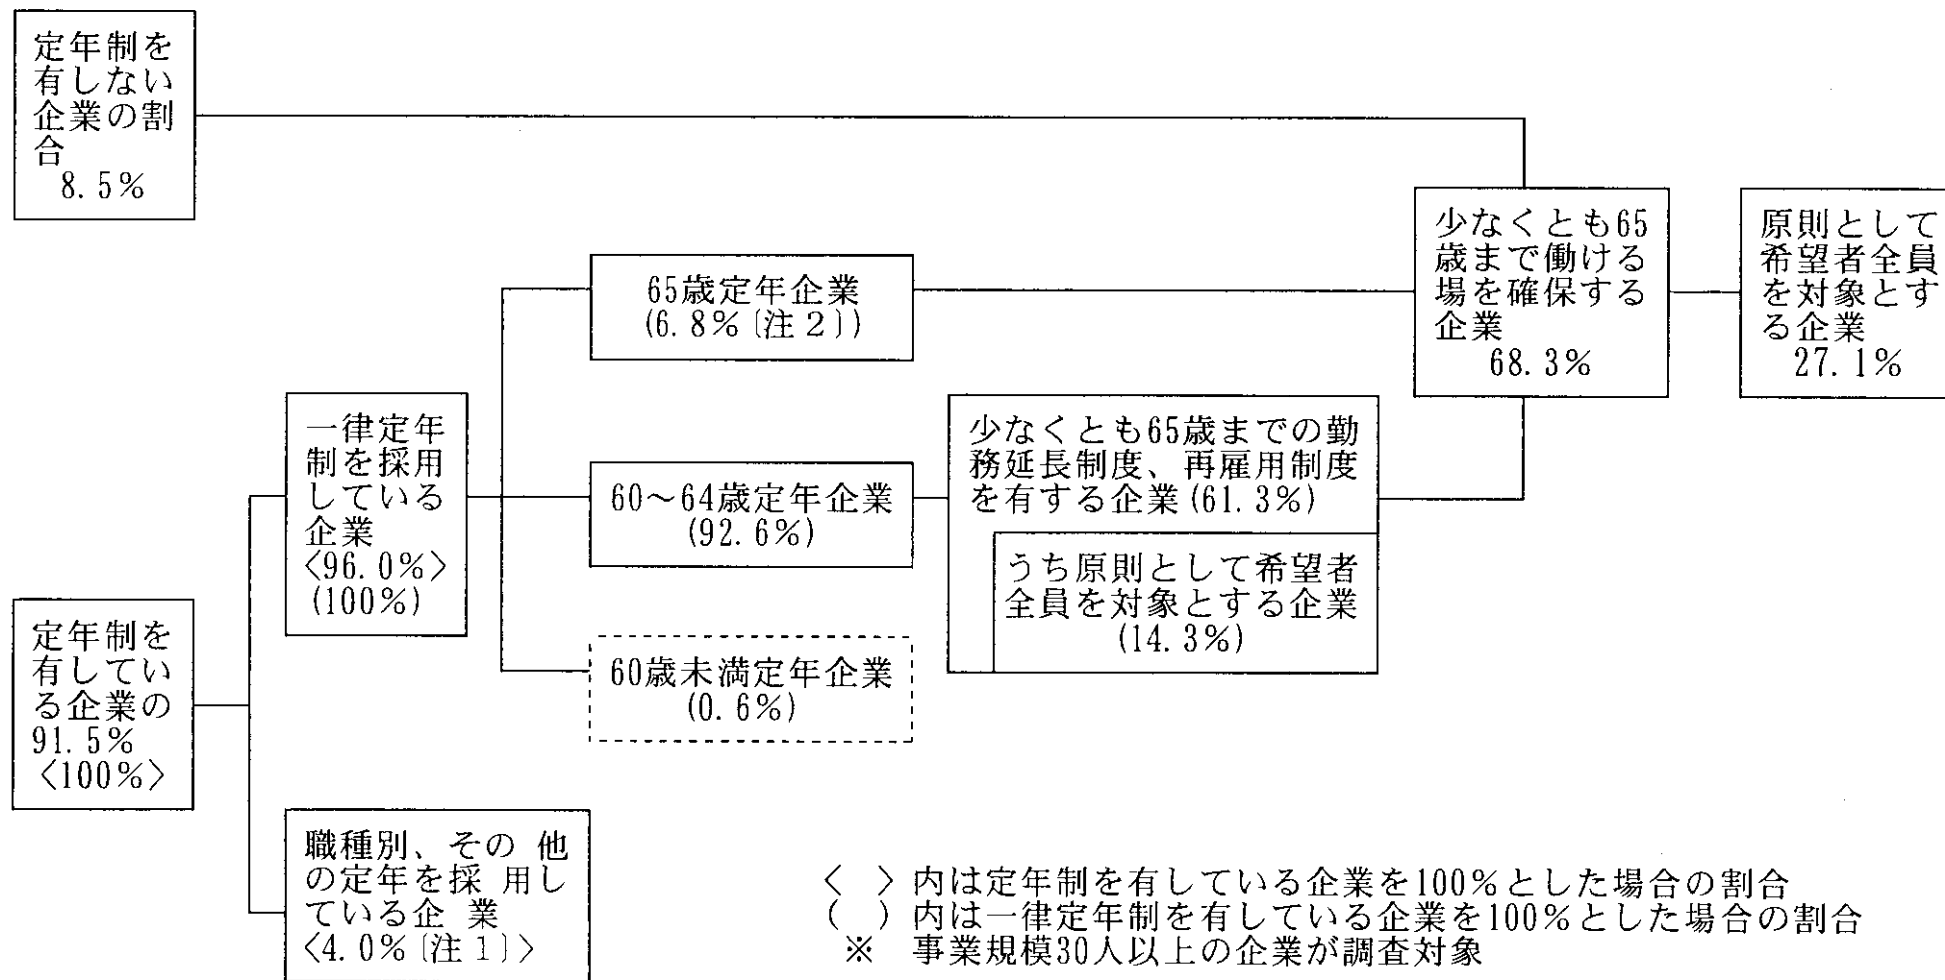 定年制を
有しない
企業の割
合
8.5%
少なくとも65
歳まで働ける
場を確保する
企業
68.3%
原則として
希望者全員
を対象とす
る企業
27.1%
65歳定年企業
(6.8%〔注2〕)
一律定年
制を採用
している
企業
〈96.0%〉
(100%)
60～64歳定年企業
(92.6%)
少なくとも65歳までの勤
務延長制度、再雇用制度
を有する企業(61.3%)
うち原則として希望者
全員を対象とする企業
(14.3%)
60歳未満定年企業
(0.6%)
定年制を
有してい
る企業の
91.5%
〈100%〉
職種別、その 他
の定年を採 用し
ている企 業
〈4.0%〔注1〕〉
〈 〉内は定年制を有している企業を100%とした場合の割合
( )内は一律定年制を有している企業を100%とした場合の割合
※ 事業規模30人以上の企業が調査対象